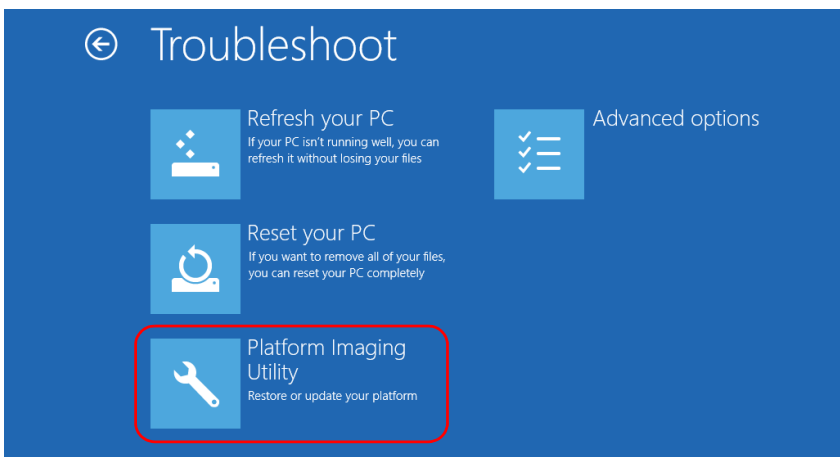 Troubleshoot
Refresh your PC
If your PC isn't running well, you can
refresh it without losing your files
Advanced options
Reset your PC
If you want to remove all of your files,
you can reset your PC completely
Platform Imaging
Utility
Restore or update your platform